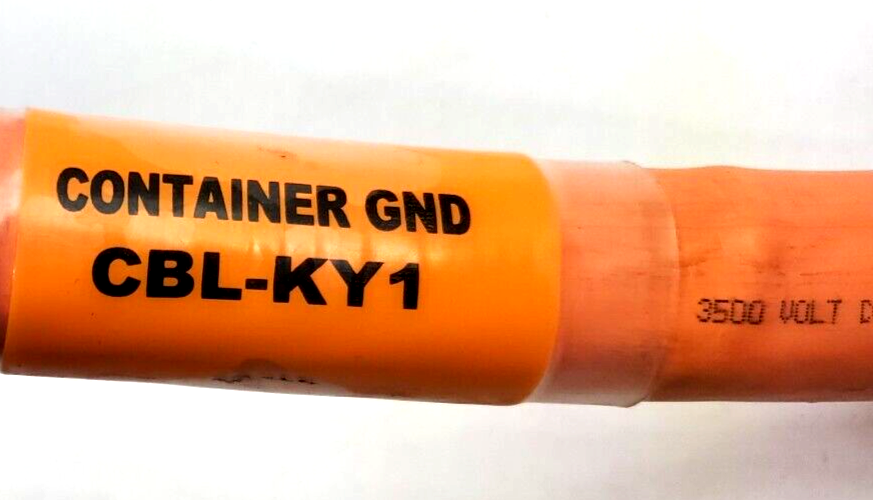 CONTAINER GND
CBL-KY1
3500 VOLT